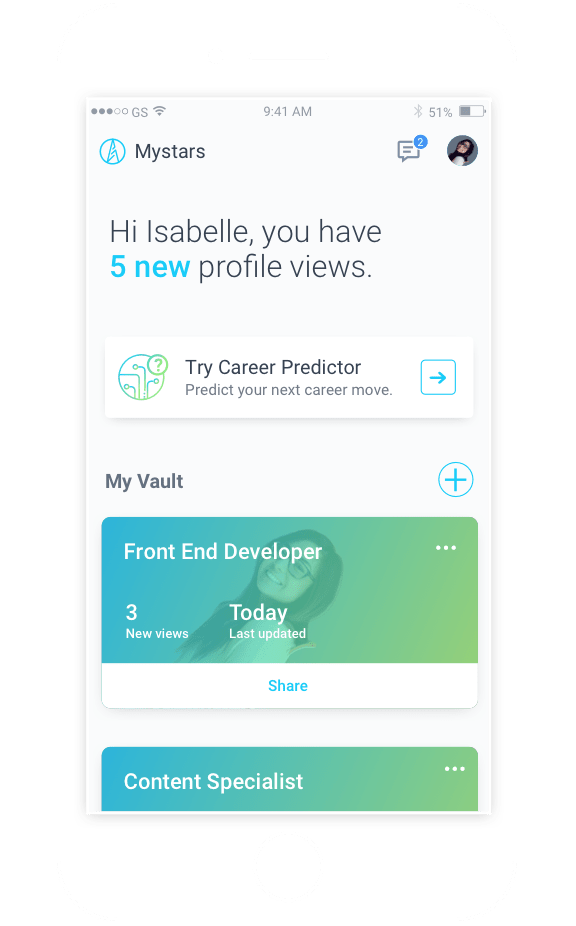 GS 9:41 AM 51%
Mystars 2
Hi Isabelle, you have
5 new profile views.
?
Try Career Predictor
Predict your next career move.
My Vault
Front End Developer
3 Today
New views Last updated
Share
Content Specialist